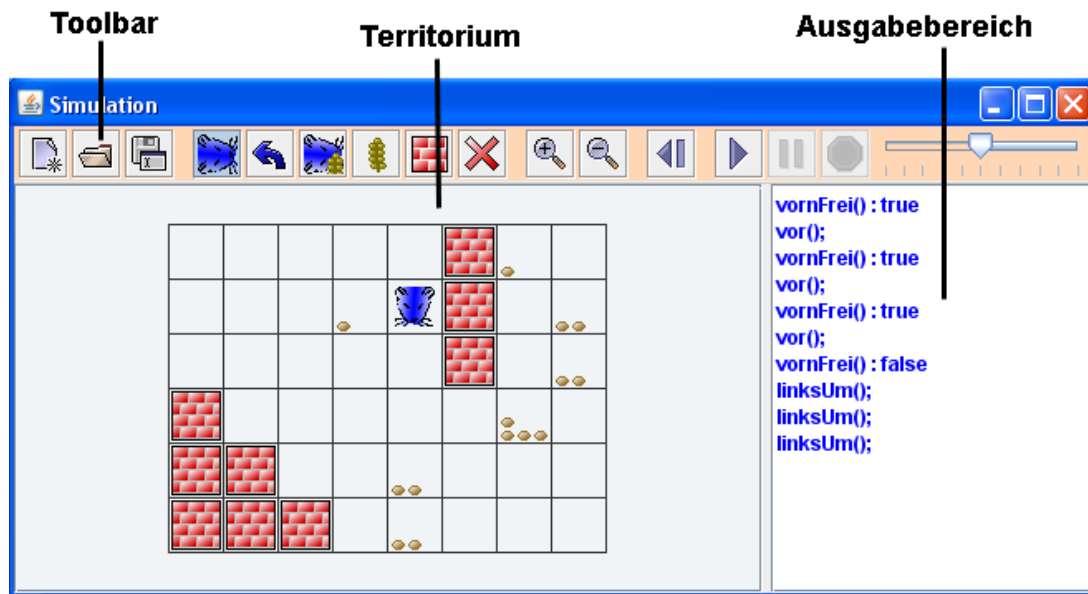 Toolbar
Territorium
Ausgabebereich
Simulation
vornFrei() : true
vor();
vornFrei() : true
vor();
vornFrei() : true
vor();
vornFrei() : false
linksUm();
linksUm();
linksUm();